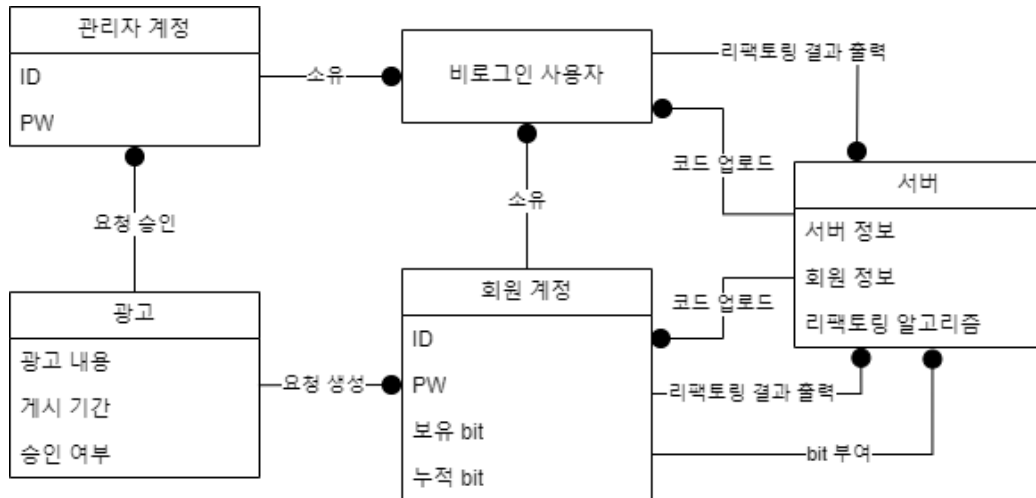 관리자 계정
ID
PW
소유
비로그인 사용자
리팩토링 결과 출력
코드 업로드
서버
서버 정보
회원 정보
리팩토링 알고리즘
요청 승인
소유
광고
광고 내용
게시 기간
승인 여부
요청 생성
회원 계정
ID
PW
보유 bit
누적 bit
코드 업로드
리팩토링 결과 출력
bit 부여